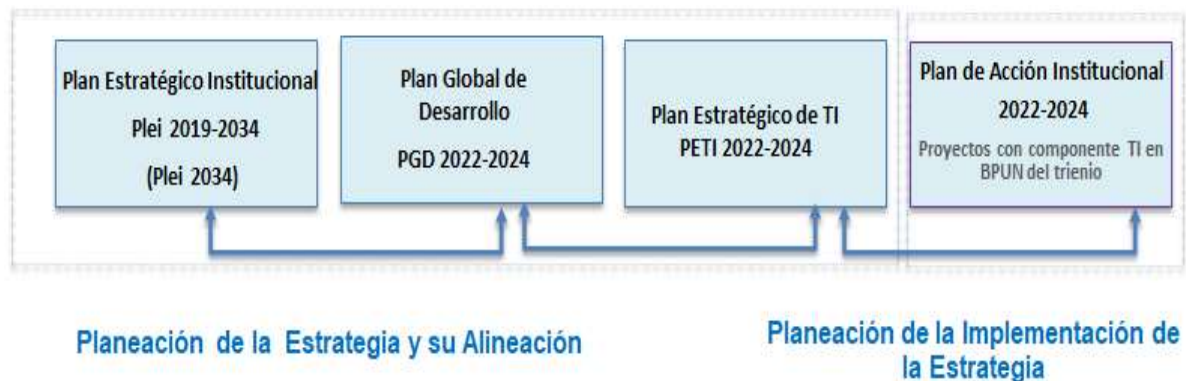 Plan Estratégico Institucional
Plei 2019-2034
(Plei 2034)
Plan Global de
Desarrollo
PGD 2022-2024
Plan Estratégico de TI
PETI 2022-2024
Plan de Acción Institucional
2022-2024
Proyectos con componente TI en
BPUN del trienio
Planeación de la Estrategia y su Alineación
Planeación de la Implementación de
la Estrategia